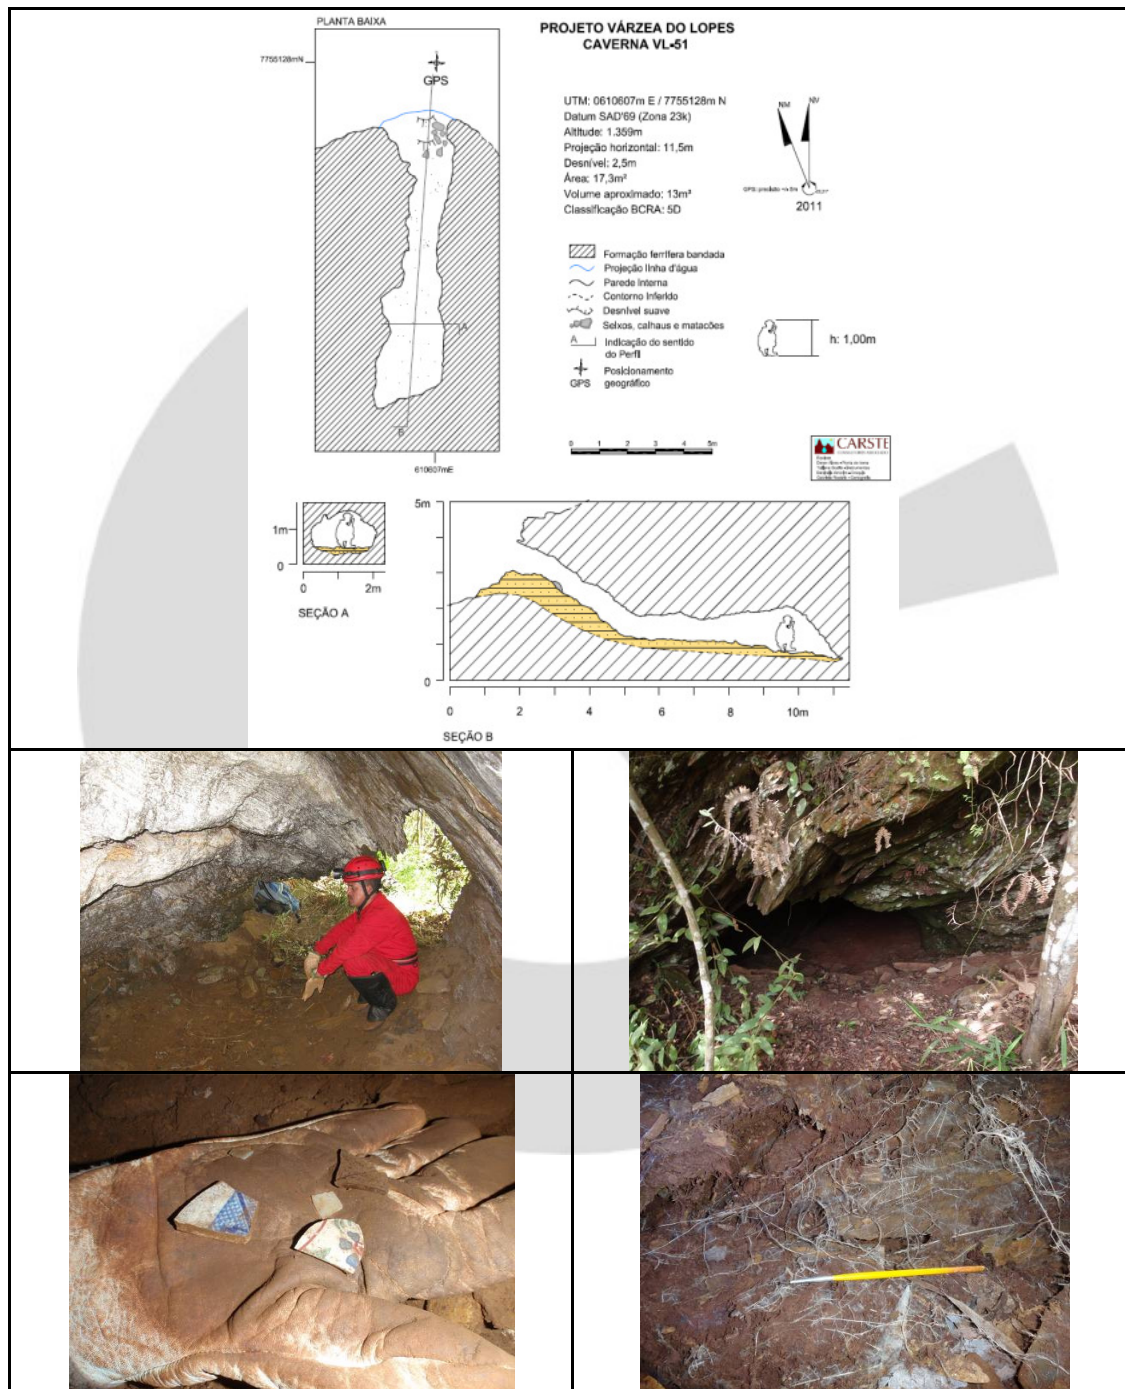 PLANTA BAIXA
PROJETO VÁRZEA DO LOPES
CAVERNA VL-51
7755128mN
GPS
UTM: 0610607m E / 7755128m N
Datum SAD'69 (Zona 23k)
Altitude: 1.359m
Projeção horizontal: 11,5m
Desnível: 2,5m
Área: 17,3m²
Volume aproximado: 13m³
Classificação BCRA: 5D
NM
NV
2011
Formação ferrífera bandada
Projeção linha d'água
Parede Interna
Contorno Inferido
Desnível suave
Seixos, calhaus e matacões
A
Indicação do sentido
do Perfil
GPS
Posicionamento
geográfico
h: 1,00m
A
B
610607mE
0 1 2 3 4 5m
CARSTE
1m
0
0 2m
SEÇÃO A
5m
0
0 2 4 6 8 10m
SEÇÃO B